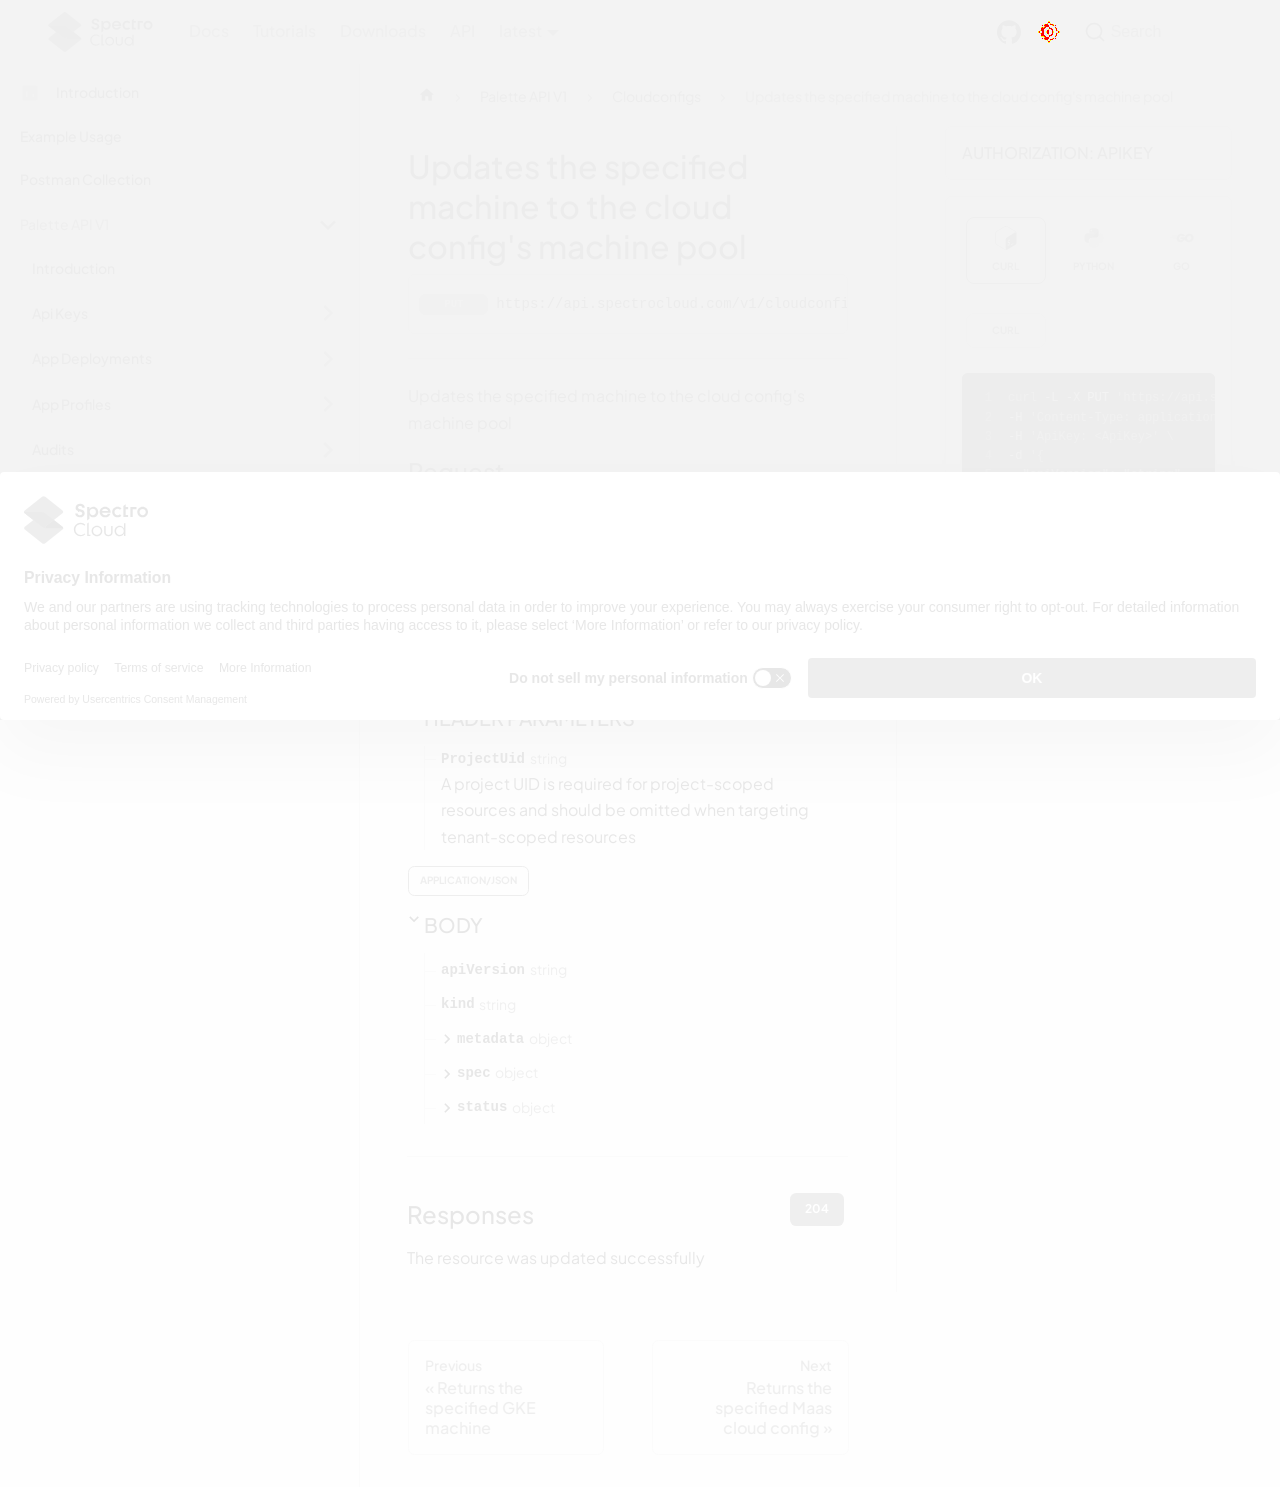 Spectro
Cloud
Docs Tutorials Downloads API latest
Search
Introduction
Example Usage
Postman Collection
Palette API V1
Introduction
Api Keys
App Deployments
App Profiles
Audits
Palette API V1
Cloudconfigs
Updates the specified machine to the cloud config's machine pool
Updates the specified
machine to the cloud
config's machine pool
https://api.spectrocloud.com/v1/cloudconfi
Updates the specified machine to the cloud config's
machine pool
Request
AUTHORIZATION: APIKEY
CURL PYTHON GO
CURL
PUT
Spectro
Cloud
Privacy Information
We and our partners are using tracking technologies to process personal data in order to improve your experience. You may always exercise your consumer right to opt-out. For detailed information
about personal information we collect and third parties having access to it, please select 'More Information' or refer to our privacy policy.
Privacy policy Terms of service More Information
Powered by Usercentrics Consent Management
Do not sell my personal information
OK
HEADER PARAMETERS
ProjectUid string
A project UID is required for project-scoped
resources and should be omitted when targeting
tenant-scoped resources
APPLICATION/JSON
BODY
apiVersion string
kind string
metadata object
spec object
status object
Responses
204
The resource was updated successfully
Previous
« Returns the
specified GKE
machine
Next
Returns the
specified Maas
cloud config »